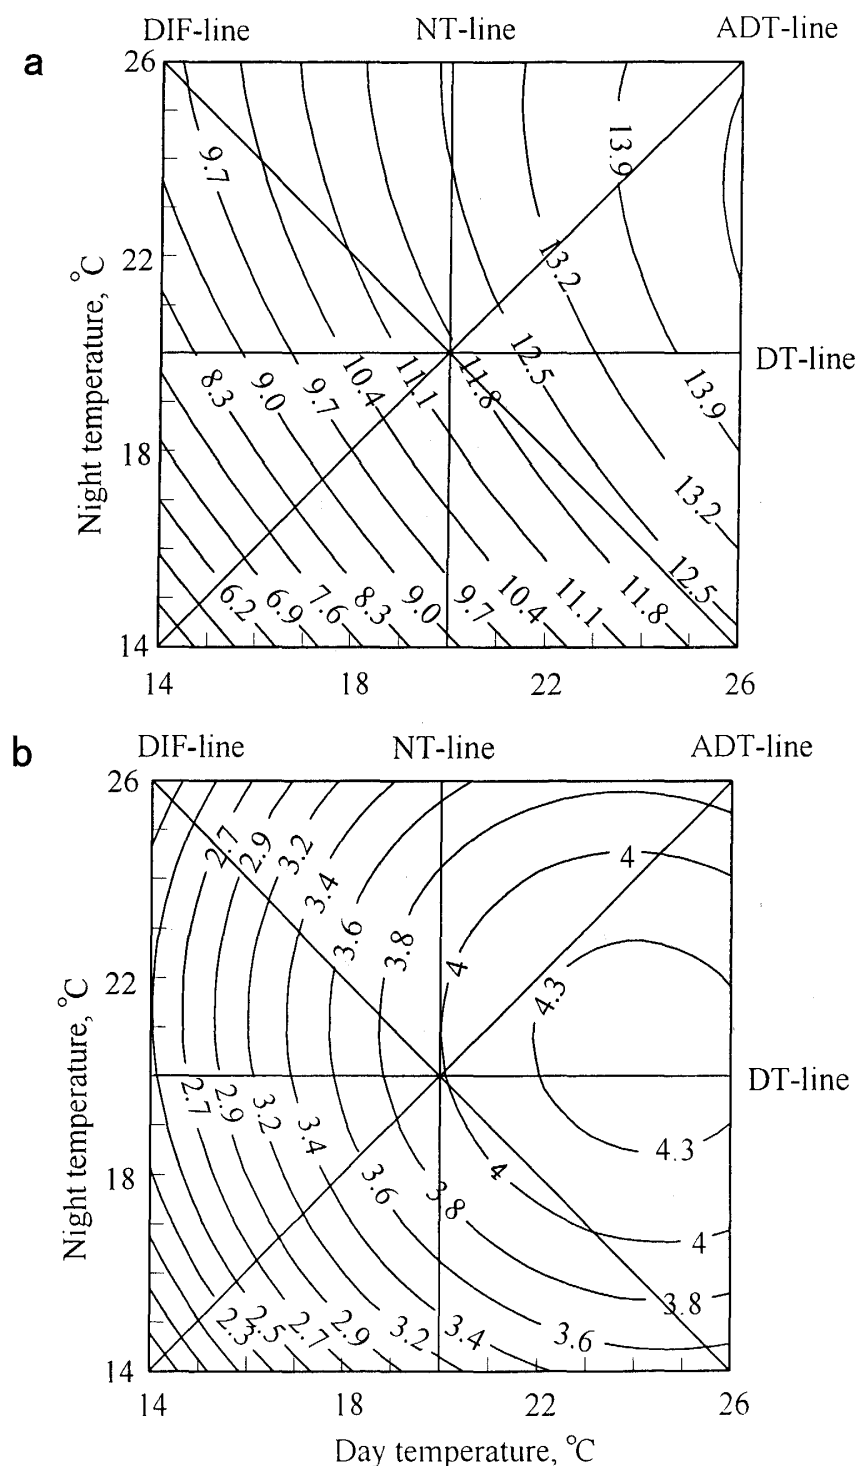 DIF-line NT-line ADT-line
a
26
13.9
9.7
22
13.2
Night temperature, °C
DT-line
12.5
8.3 9.0 9.7 10.4 11.1 11.8 13.9
18
13.2
12.5
6.2 6.9 7.6 8.3 9.0 9.7 10.4 11.1 11.8
14
14 18 22 26
DIF-line NT-line ADT-line
b
26
2.7 2.9 3.2 4
3.4
3.6 3.8 4
22 4.3
Night temperature, °C
DT-line
2.7 2.9 3.2 3.4
4.3
18 3.6 3.8 4
4
3.8
2.3 2.5 2.7 2.9 3.2 3.4 3.6
14
14 18 22 26
Day temperature, °C